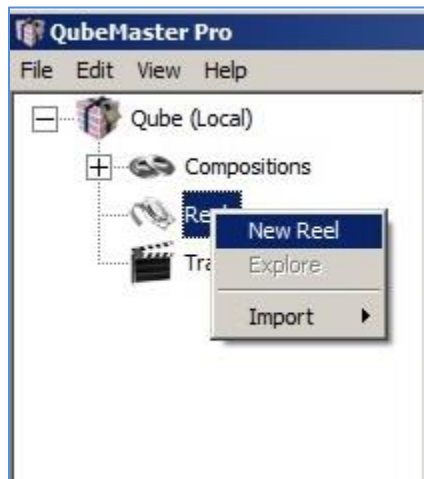 QubeMaster Pro
File Edit View Help
Qube (Local)
Compositions
New Reel
Explore
Import